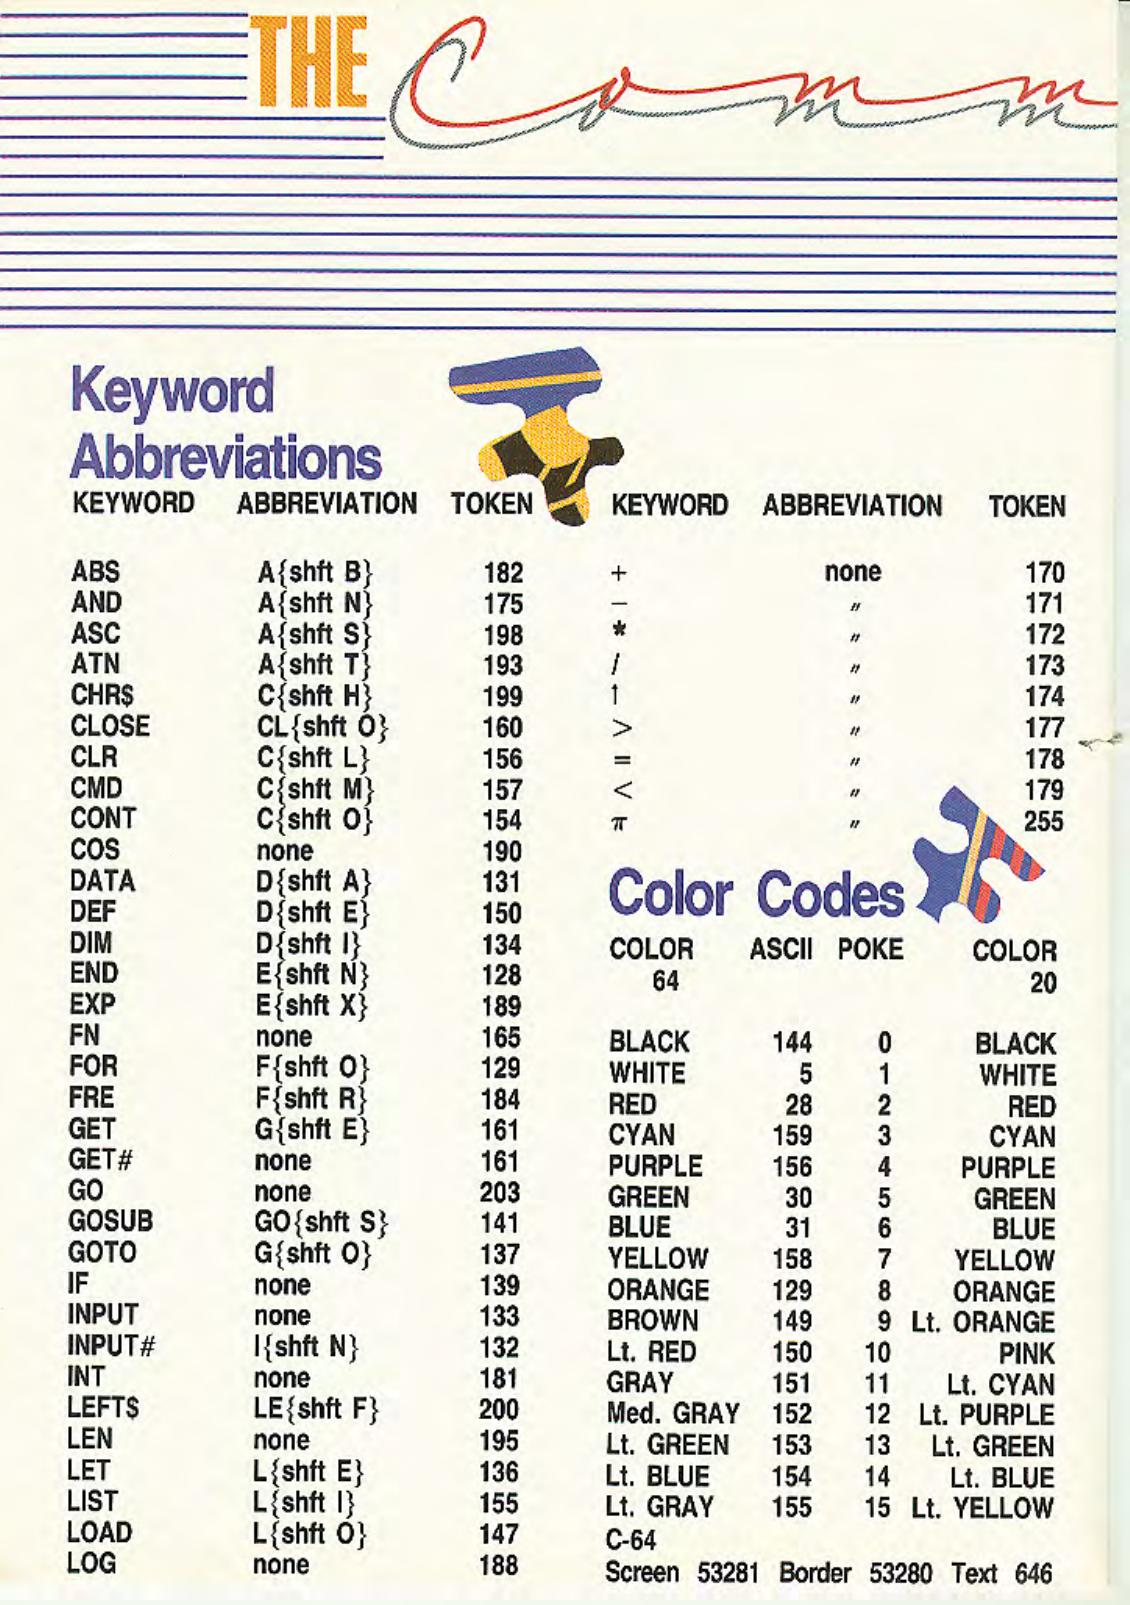 THE Comm
Keyword
Abbreviations
KEYWORD ABBREVIATION TOKEN
ABS A{shft B} 182
AND A{shft N} 175
ASC A{shft S} 198
ATN A{shft T} 193
CHR$ C{shft H} 199
CLOSE CL{shft O} 160
CLR C{shft L} 156
CMD C{shft M} 157
CONT C{shft O} 154
COS none 190
DATA D{shft A} 131
DEF D{shft E} 150
DIM D{shft I} 134
END E{shft N} 128
EXP E{shft X} 189
FN none 165
FOR F{shft O} 129
FRE F{shft R} 184
GET G{shft E} 161
GET# none 161
GO none 203
GOSUB GO{shft S} 141
GOTO G{shft O} 137
IF none 139
INPUT none 133
INPUT# I{shft N} 132
INT none 181
LEFT$ LE{shft F} 200
LEN none 195
LET L{shft E} 136
LIST L{shft I} 155
LOAD L{shft O} 147
LOG none 188
KEYWORD ABBREVIATION TOKEN
+ none 170
− " 171
* " 172
/ " 173
↑ " 174
> " 177
= " 178
< " 179
π " 255
Color Codes
COLOR ASCII POKE COLOR
64 20
BLACK 144 0 BLACK
WHITE 5 1 WHITE
RED 28 2 RED
CYAN 159 3 CYAN
PURPLE 156 4 PURPLE
GREEN 30 5 GREEN
BLUE 31 6 BLUE
YELLOW 158 7 YELLOW
ORANGE 129 8 ORANGE
BROWN 149 9 Lt. ORANGE
Lt. RED 150 10 PINK
GRAY 151 11 Lt. CYAN
Med. GRAY 152 12 Lt. PURPLE
Lt. GREEN 153 13 Lt. GREEN
Lt. BLUE 154 14 Lt. BLUE
Lt. GRAY 155 15 Lt. YELLOW
C-64
Screen 53281 Border 53280 Text 646